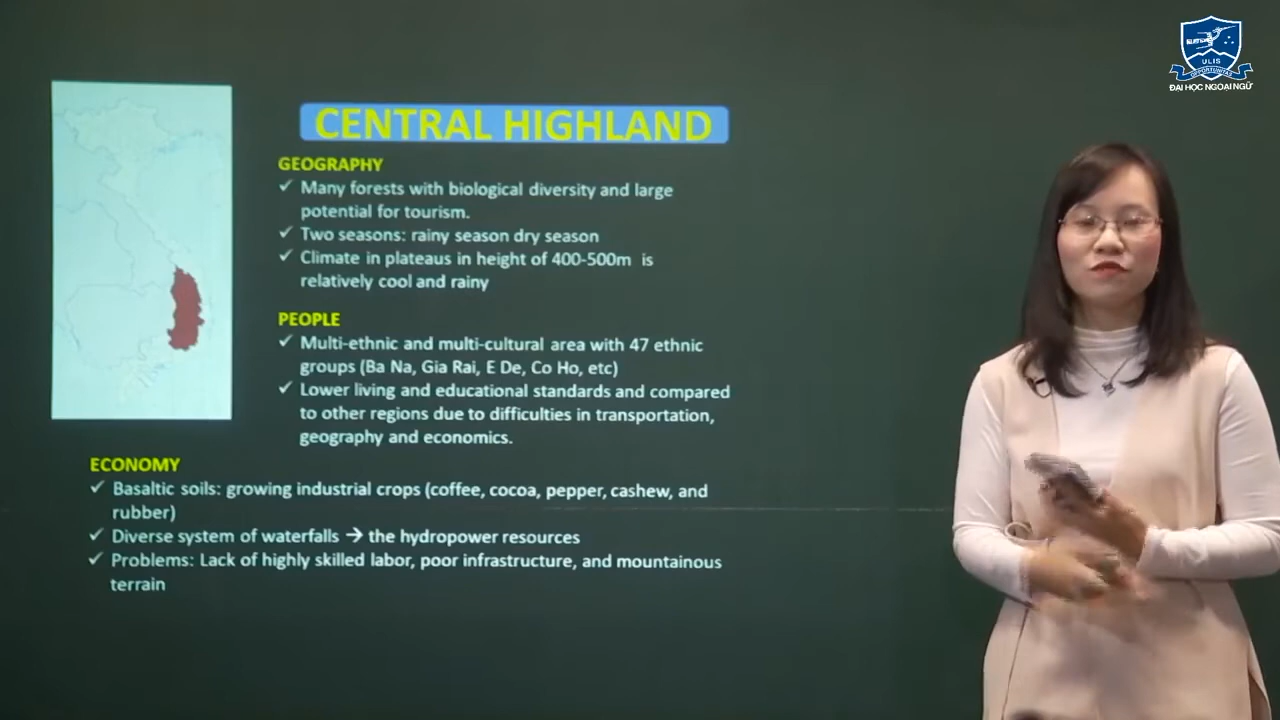 ULIS
ĐẠI HỌC NGOẠI NGỮ
CENTRAL HIGHLAND
GEOGRAPHY
✓ Many forests with biological diversity and large
potential for tourism.
✓ Two seasons: rainy season dry season
✓ Climate in plateaus in height of 400-500m is
relatively cool and rainy
PEOPLE
✓ Multi-ethnic and multi-cultural area with 47 ethnic
groups (Ba Na, Gia Rai, E De, Co Ho, etc)
✓ Lower living and educational standards and compared
to other regions due to difficulties in transportation,
geography and economics.
ECONOMY
✓ Basaltic soils: growing industrial crops (coffee, cocoa, pepper, cashew, and
rubber)
✓ Diverse system of waterfalls → the hydropower resources
✓ Problems: Lack of highly skilled labor, poor infrastructure, and mountainous
terrain